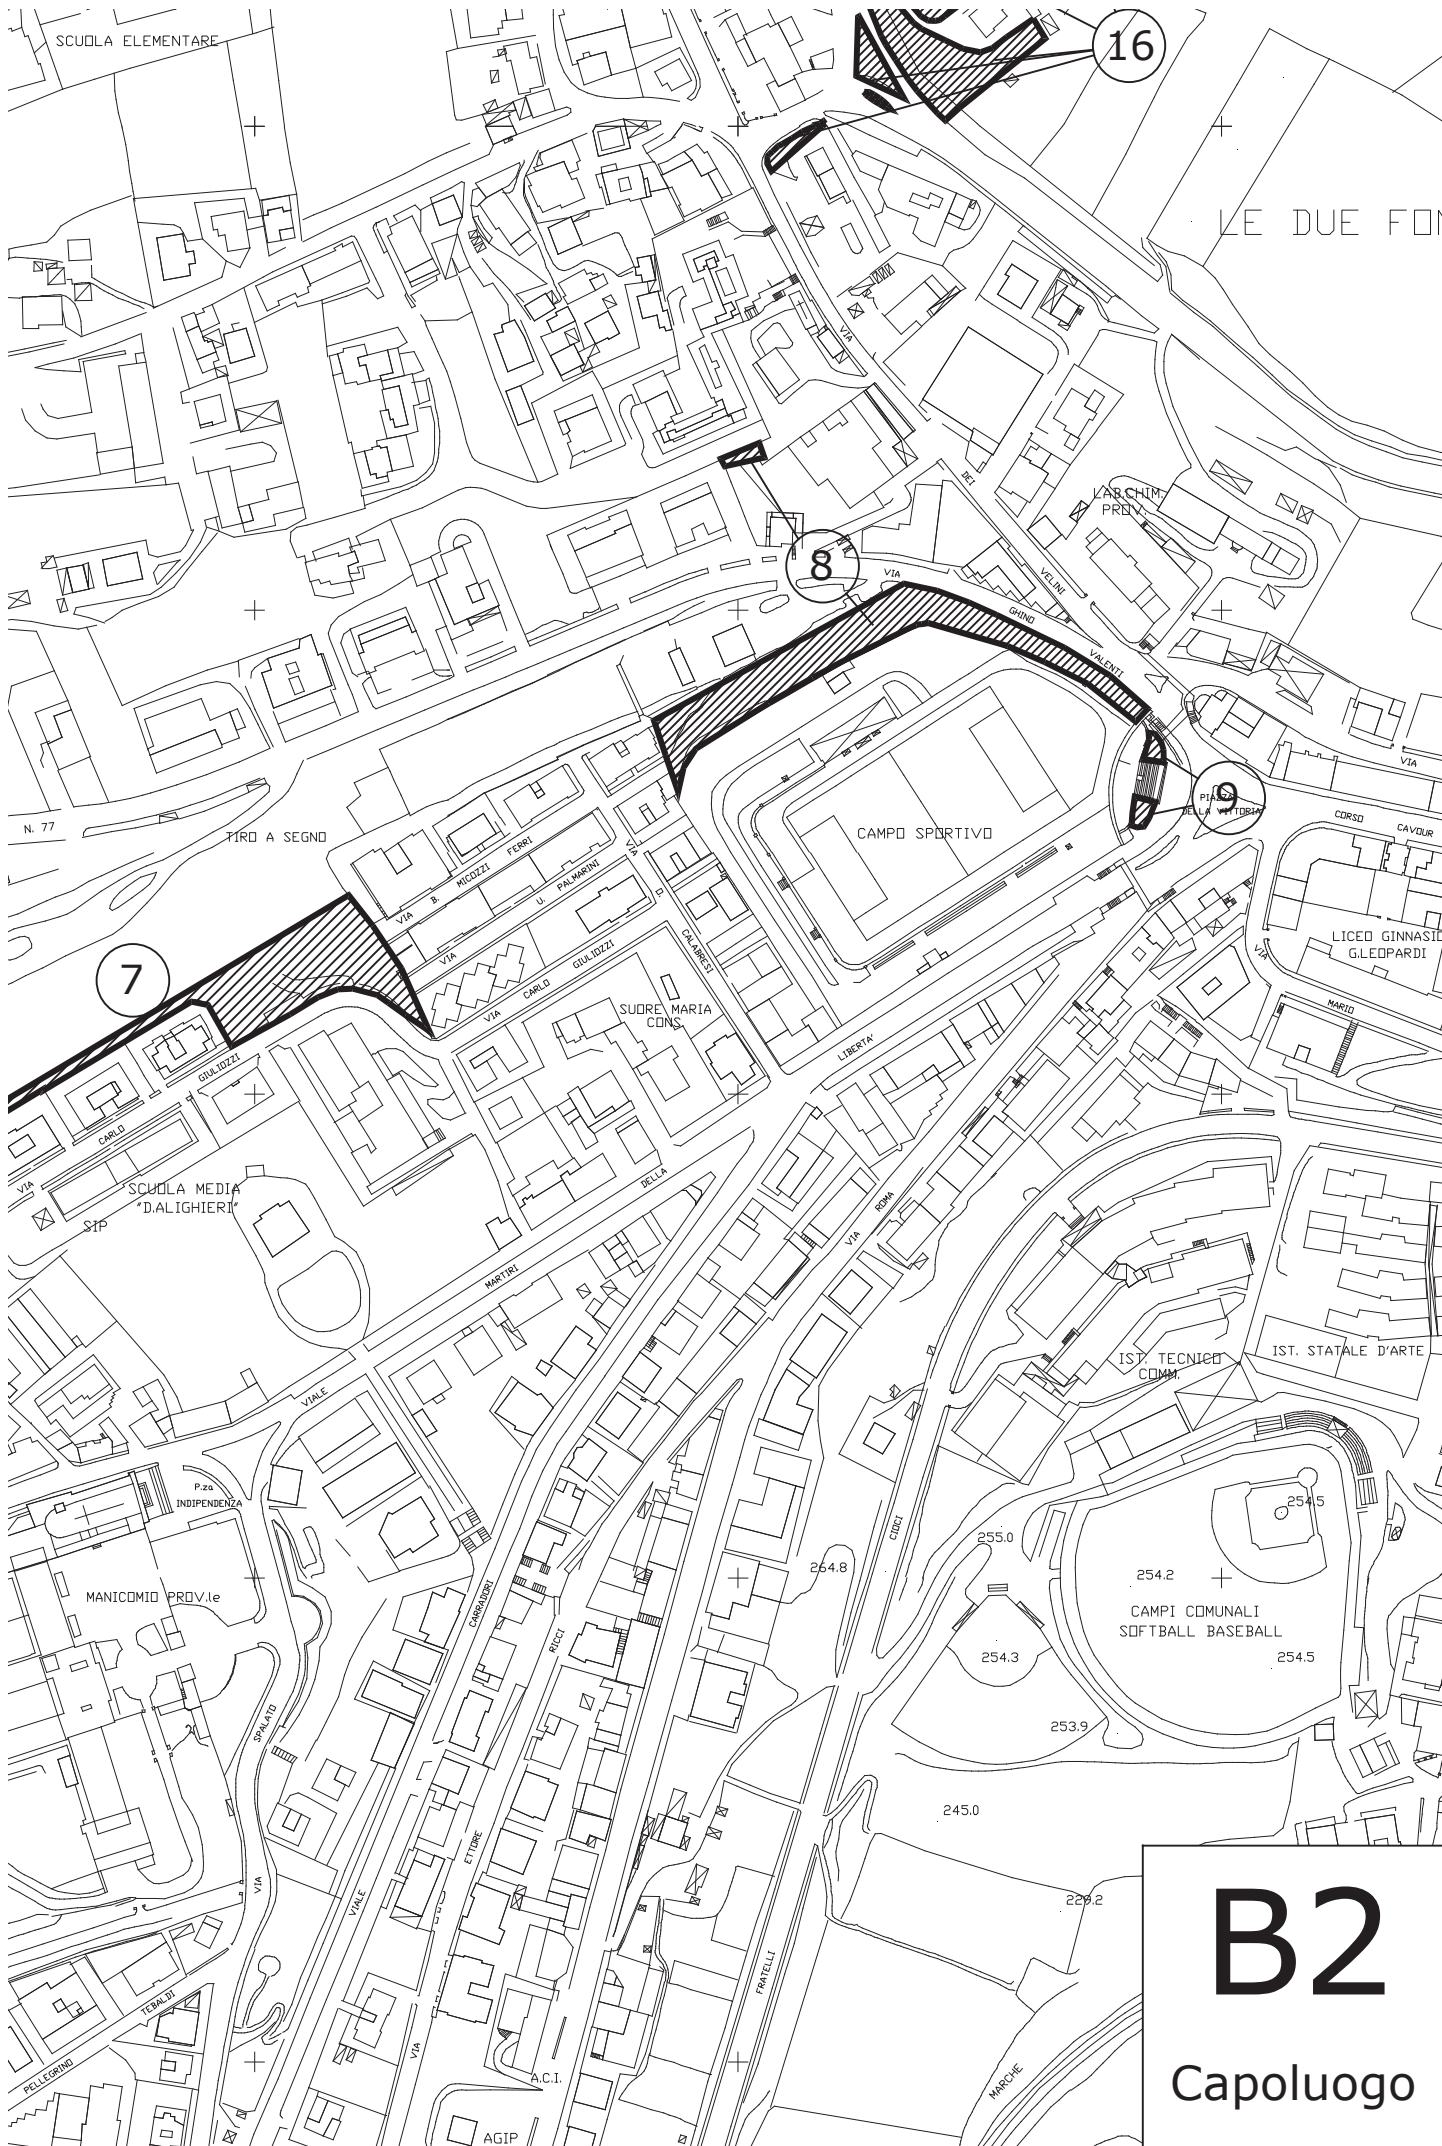 SCUOLA ELEMENTARE
16
LE DUE FON
VIA
DEI
VELINI
LAB.CHIM.
PROV.
8
VIA
GHINO
VALENTI
VIA
9
PIAZZA
DELLA VITTORIA
CORSO
CAVOUR
N. 77
TIRO A SEGNO
CAMPO SPORTIVO
VIA
B.
MICOZZI
FERRI
VIA
U.
PALMARINI
VIA
D.
CALABRESI
VIA
CARLO
GIULIOZZI
7
SUORE MARIA
CONS.
LICEO GINNASIO
G.LEOPARDI
VIA
MARIO
VIA
CARLO
GIULIOZZI
LIBERTA'
DELLA
MARTIRI
VIALE
SCUOLA MEDIA
"D.ALIGHIERI"
SIP
VIA
ROMA
IST. TECNICO
COMM.
IST. STATALE D'ARTE
P.za
INDIPENDENZA
MANICOMIO PROV.le
254.5
255.0
264.8
254.2
CAMPI COMUNALI
SOFTBALL BASEBALL
254.3
254.5
253.9
245.0
229.2
CIOCI
FRATELLI
CARRADORI
VIALE
RICCI
ETTORE
VIA
SPALATO
VIA
TEBALDI
PELLEGRINO
A.C.I.
AGIP
MARCHE
B2
Capoluogo